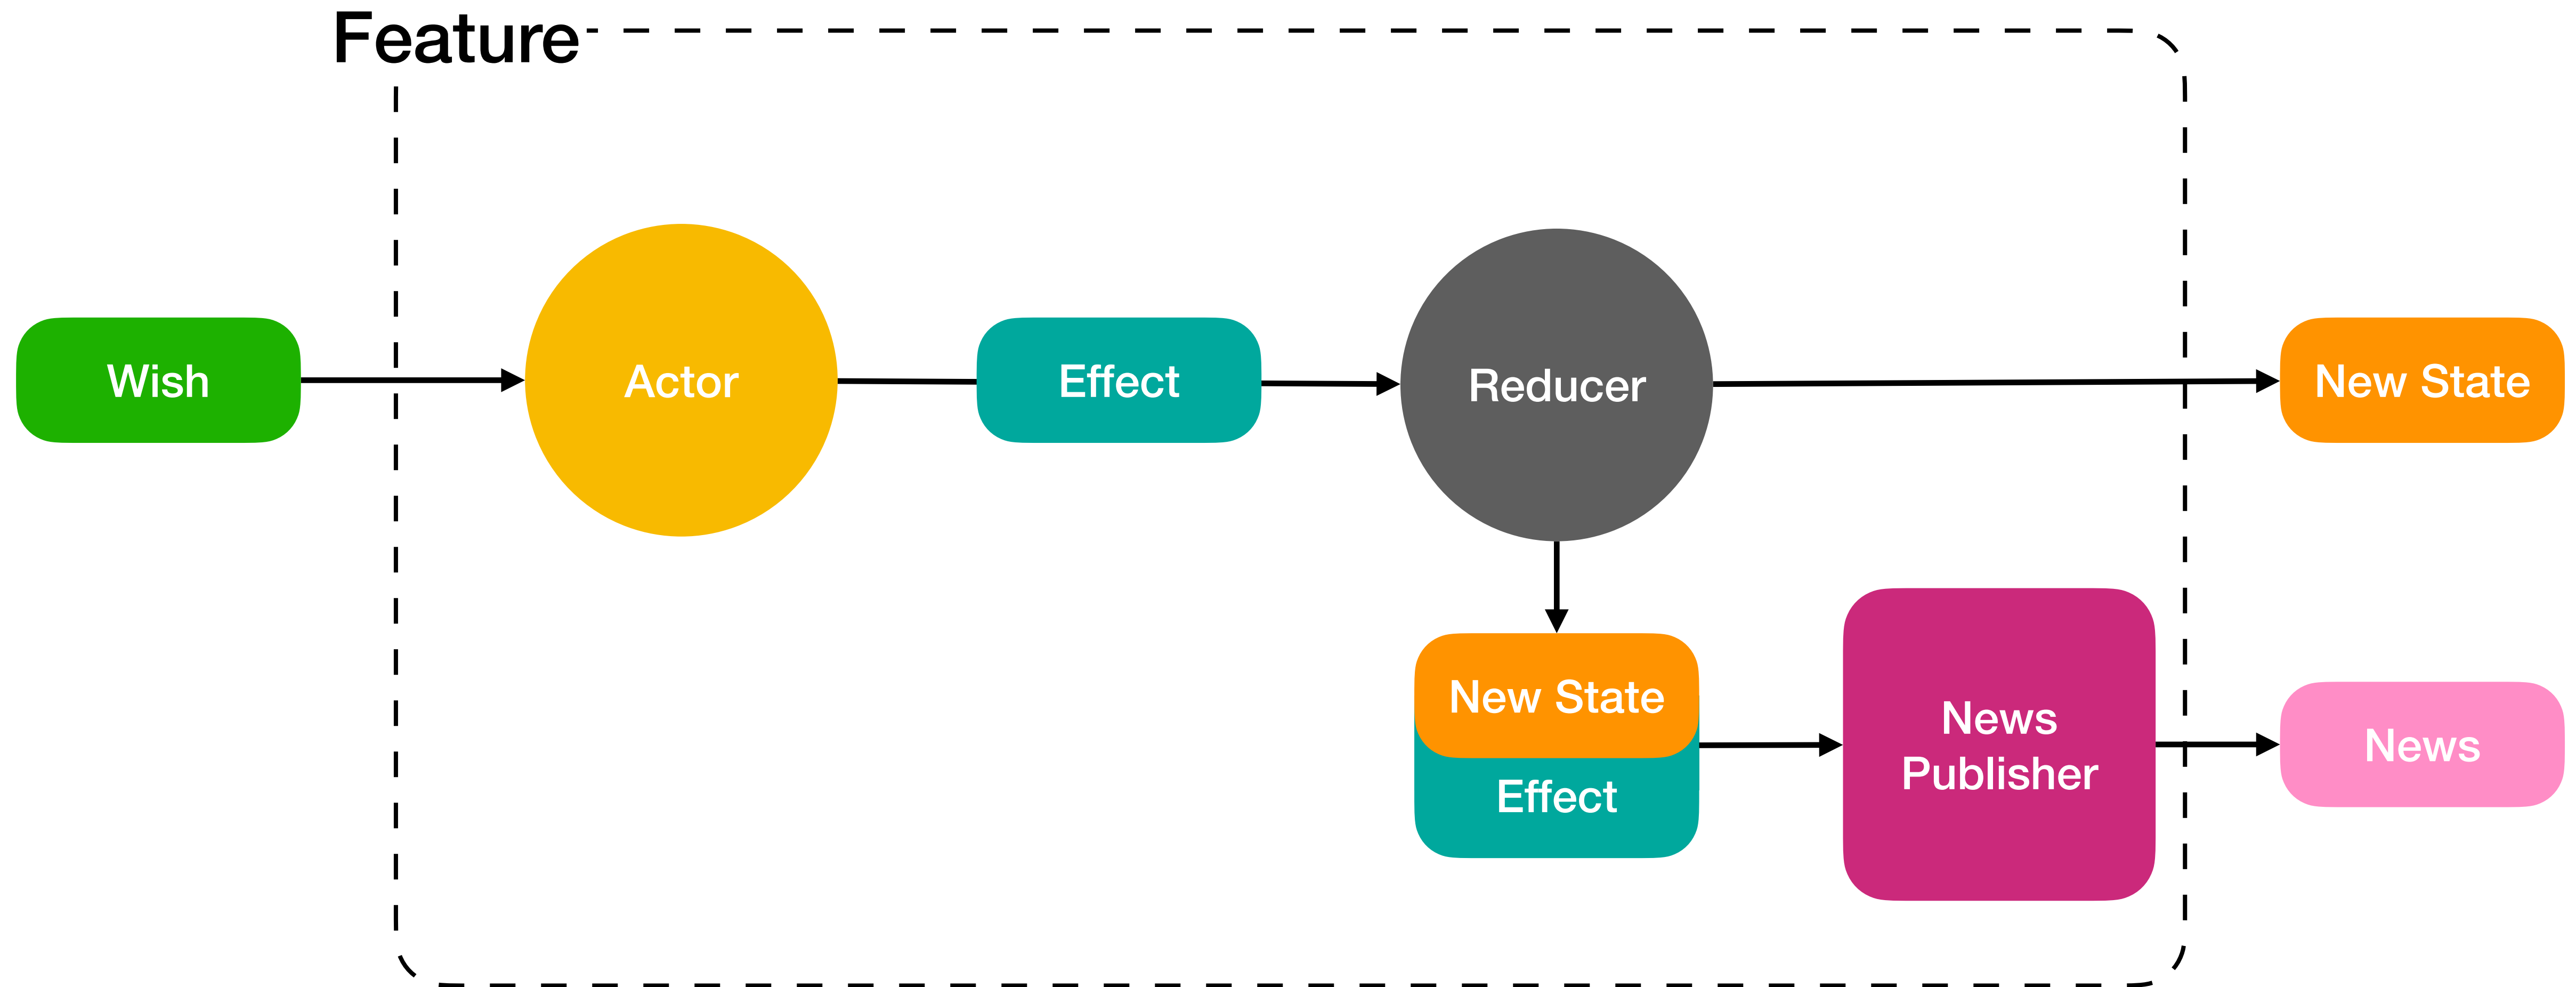 Feature
Wish
Actor
Effect
Reducer
New State
New State
Effect
News
Publisher
News